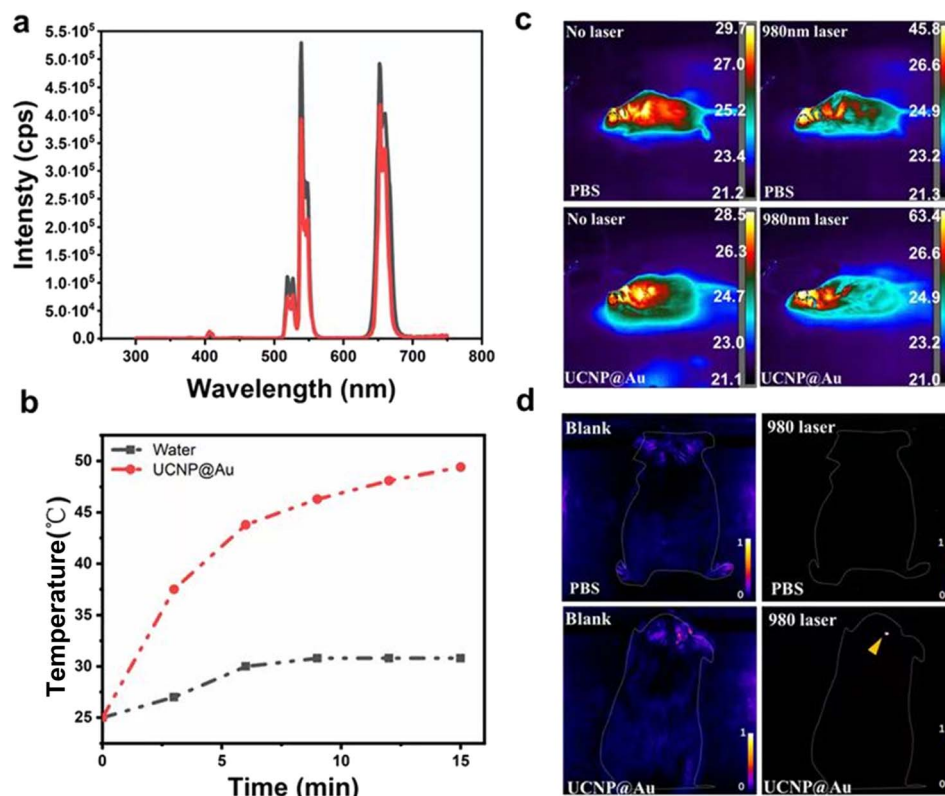 a
5.5·10⁵
5.0·10⁵
4.5·10⁵
4.0·10⁵
3.5·10⁵
3.0·10⁵
2.5·10⁵
2.0·10⁵
1.5·10⁵
1.0·10⁵
5.0·10⁴
0.0
Intensty (cps)
300 400 500 600 700 800
Wavelength (nm)
b
Water
UCNP@Au
50
45
40
35
30
25
Temperature(℃)
0 5 10 15
Time (min)
c
No laser
29.7
27.0
25.2
23.4
21.2
PBS
980nm laser
45.8
26.6
24.9
23.2
21.3
PBS
No laser
28.5
26.3
24.7
23.0
21.1
UCNP@Au
980nm laser
63.4
26.6
24.9
23.2
21.0
UCNP@Au
d
Blank
1
0
PBS
980 laser
1
0
PBS
Blank
1
0
UCNP@Au
980 laser
1
0
UCNP@Au